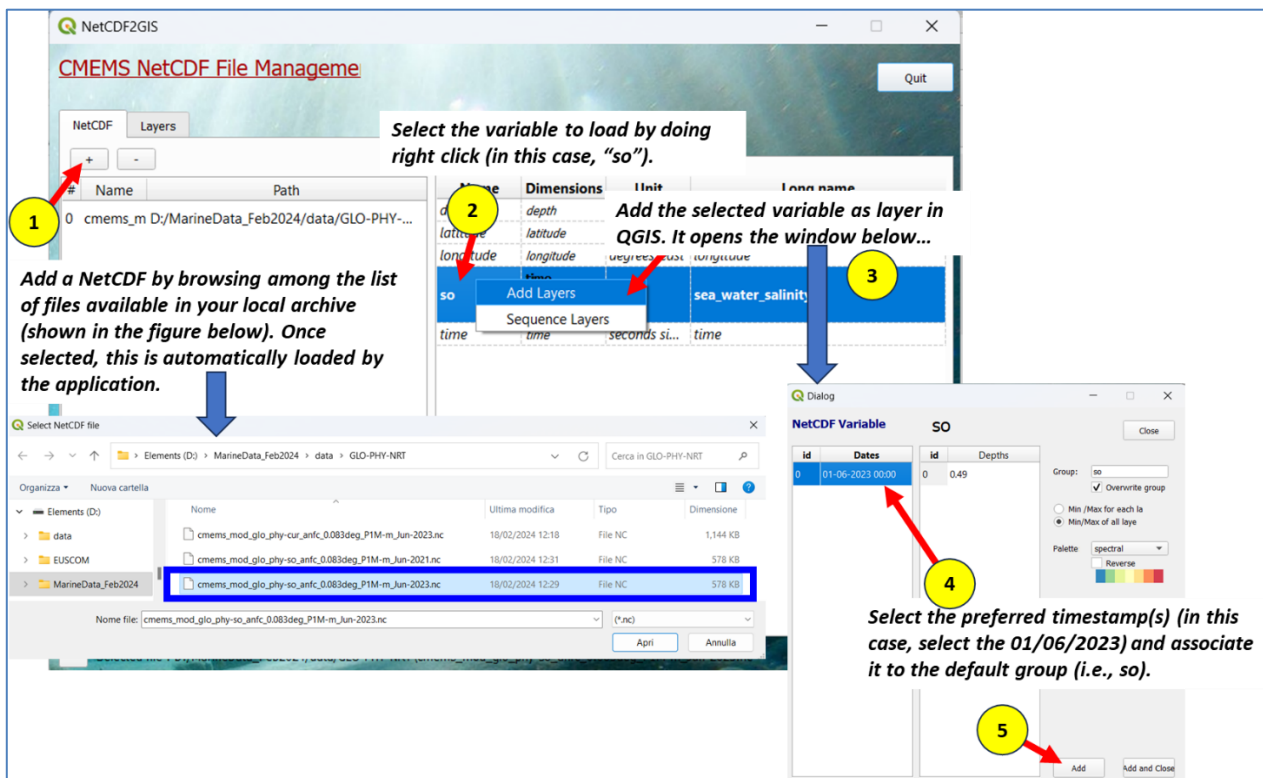 NetCDF2GIS
CMEMS NetCDF File Manageme
Quit
NetCDF Layers
+ -
Select the variable to load by doing
right click (in this case, “so”).
# Name Path
0 cmems_m D:/MarineData_Feb2024/data/GLO-PHY-...
1
Name Dimensions Unit Long name
depth
latitude latitude
longitude longitude degrees_east longitude
time
so sea_water_salinity
time time seconds si... time
2
Add Layers
Sequence Layers
Add the selected variable as layer in
QGIS. It opens the window below…
3
Add a NetCDF by browsing among the list
of files available in your local archive
(shown in the figure below). Once
selected, this is automatically loaded by
the application.
Select NetCDF file
Elements (D:) › MarineData_Feb2024 › data › GLO-PHY-NRT
Cerca in GLO-PHY-NRT
Organizza Nuova cartella
Elements (D:)
data
EUSCOM
MarineData_Feb2024
Nome Ultima modifica Tipo Dimensione
cmems_mod_glo_phy-cur_anfc_0.083deg_P1M-m_Jun-2023.nc 18/02/2024 12:18 File NC 1,144 KB
cmems_mod_glo_phy-so_anfc_0.083deg_P1M-m_Jun-2021.nc 18/02/2024 12:31 File NC 578 KB
cmems_mod_glo_phy-so_anfc_0.083deg_P1M-m_Jun-2023.nc 18/02/2024 12:29 File NC 578 KB
Nome file: cmems_mod_glo_phy-so_anfc_0.083deg_P1M-m_Jun-2023.nc (*.nc)
Apri Annulla
Dialog
NetCDF Variable so
Close
id Dates
0 01-06-2023 00:00
id Depths
0 0.49
Group: so
Overwrite group
Min /Max for each la
Min/Max of all laye
Palette spectral
Reverse
4
Select the preferred timestamp(s) (in this
case, select the 01/06/2023) and associate
it to the default group (i.e., so).
5
Add Add and Close